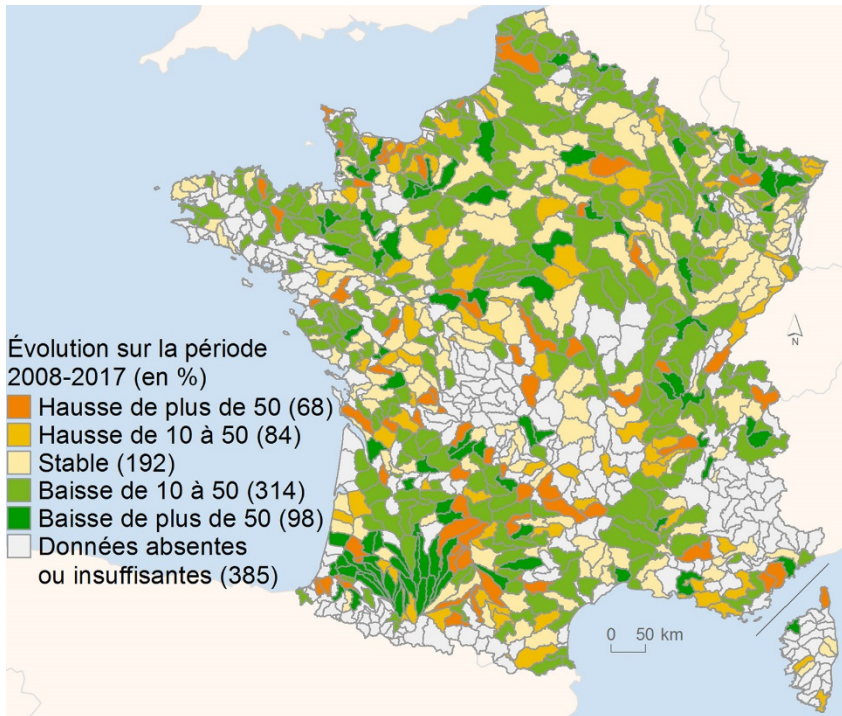 Évolution sur la période
2008-2017 (en %)
Hausse de plus de 50 (68)
Hausse de 10 à 50 (84)
Stable (192)
Baisse de 10 à 50 (314)
Baisse de plus de 50 (98)
Données absentes
ou insuffisantes (385)
N
0 50 km